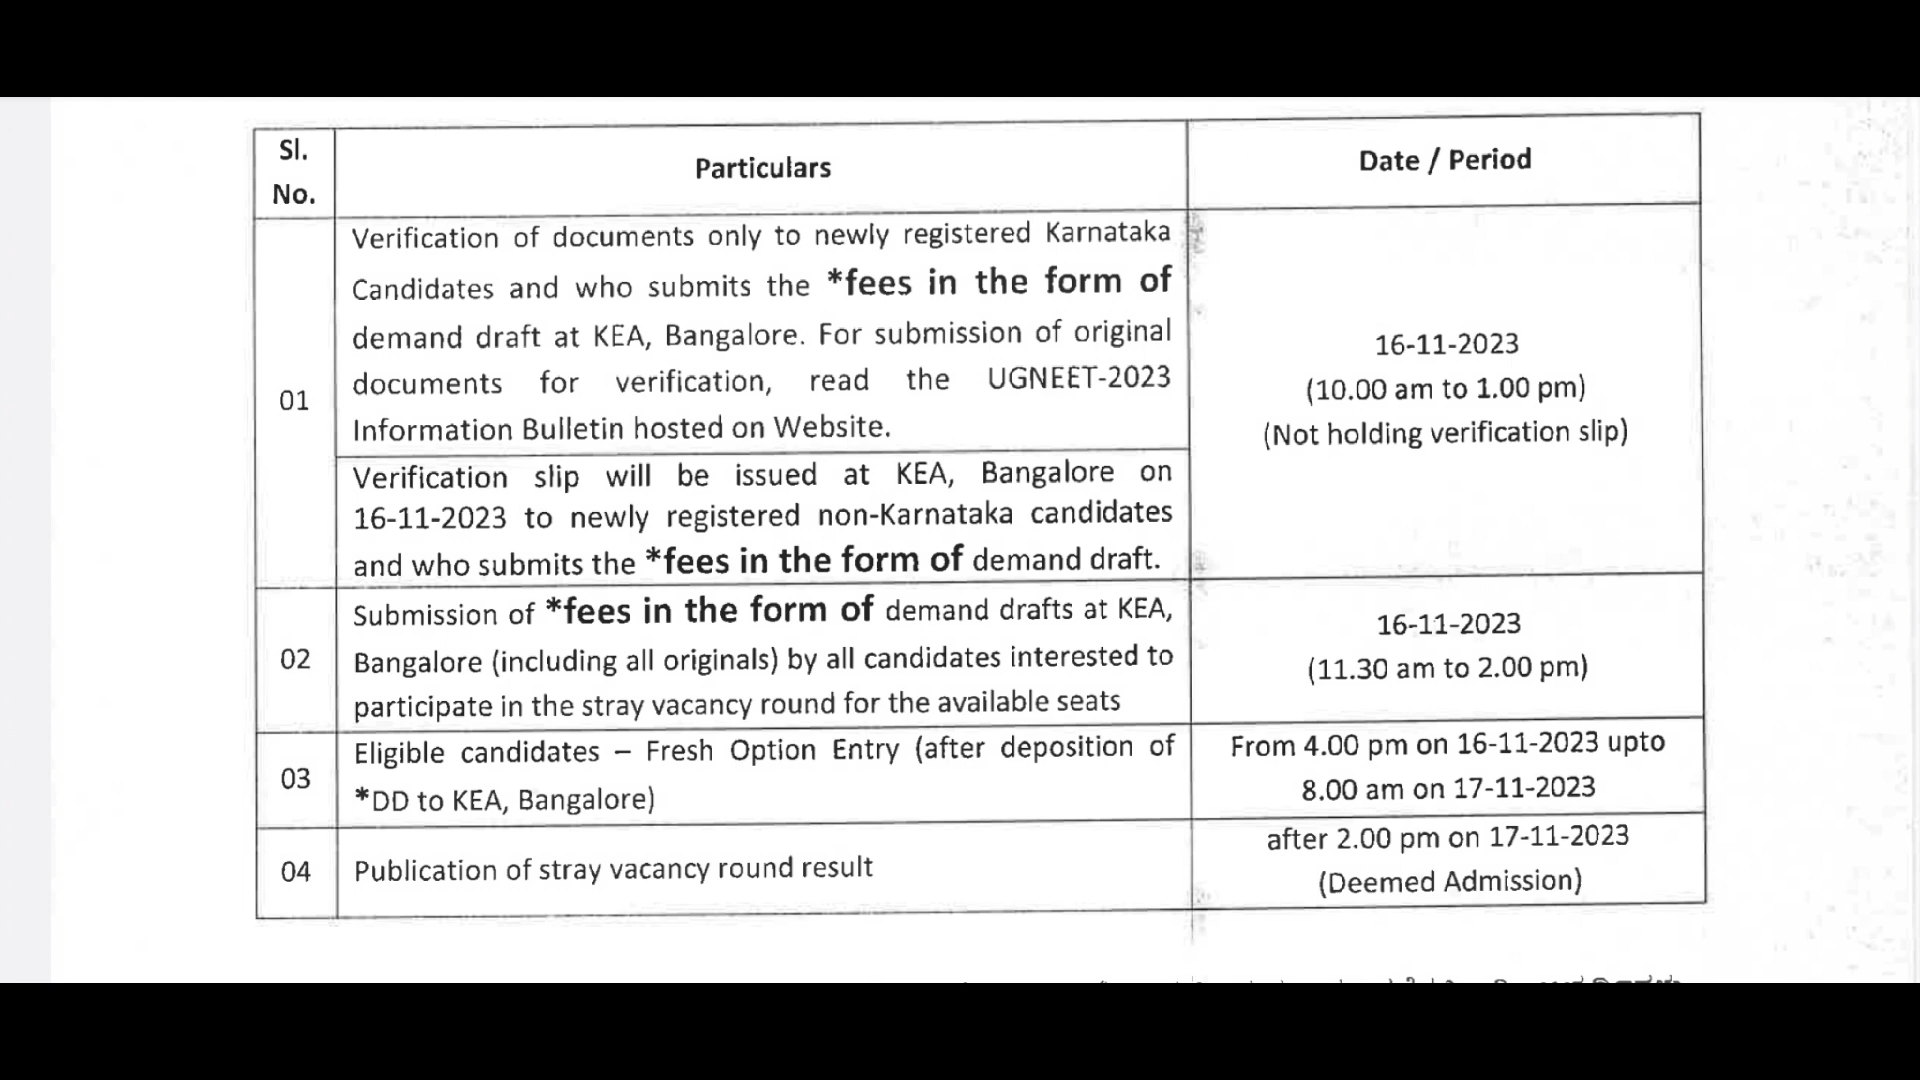 Sl.
No.
Particulars
Date / Period
01
Verification of documents only to newly registered Karnataka
Candidates and who submits the *fees in the form of
demand draft at KEA, Bangalore. For submission of original
documents for verification, read the UGNEET-2023
Information Bulletin hosted on Website.
Verification slip will be issued at KEA, Bangalore on
16-11-2023 to newly registered non-Karnataka candidates
and who submits the *fees in the form of demand draft.
16-11-2023
(10.00 am to 1.00 pm)
(Not holding verification slip)
02
Submission of *fees in the form of demand drafts at KEA,
Bangalore (including all originals) by all candidates interested to
participate in the stray vacancy round for the available seats
16-11-2023
(11.30 am to 2.00 pm)
03
Eligible candidates – Fresh Option Entry (after deposition of
*DD to KEA, Bangalore)
From 4.00 pm on 16-11-2023 upto
8.00 am on 17-11-2023
04
Publication of stray vacancy round result
after 2.00 pm on 17-11-2023
(Deemed Admission)